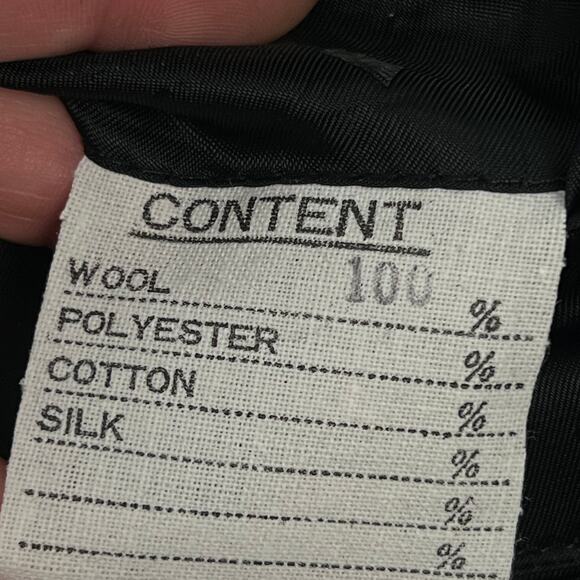 CONTENT
WOOL 100 %
POLYESTER %
COTTON %
SILK %
%
%